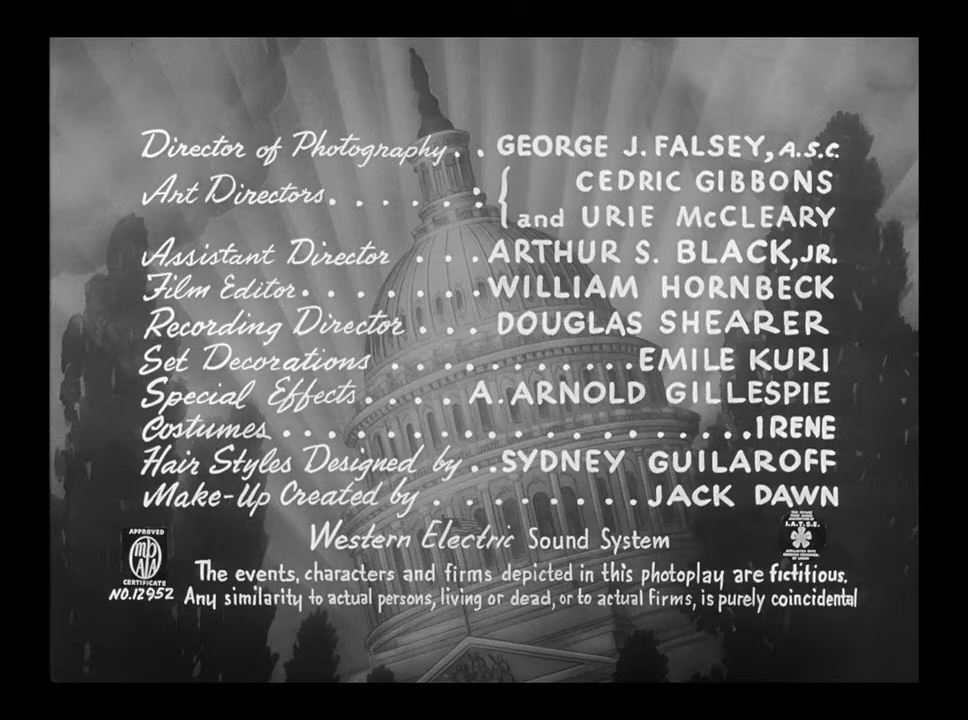 Director of Photography . . GEORGE J. FALSEY, A.S.C.
Art Directors . . . . . . . { CEDRIC GIBBONS
and URIE McCLEARY
Assistant Director . . . ARTHUR S. BLACK, JR.
Film Editor . . . . . . . WILLIAM HORNBECK
Recording Director . . . DOUGLAS SHEARER
Set Decorations . . . . . . . . . . . EMILE KURI
Special Effects . . . . A. ARNOLD GILLESPIE
Costumes . . . . . . . . . . . . . . . . . . . . IRENE
Hair Styles Designed by . . SYDNEY GUILAROFF
Make-Up Created by . . . . . . . . JACK DAWN
Western Electric Sound System
APPROVED
MPAA
CERTIFICATE
NO.12952
I.A.T.S.E.
The events, characters and firms depicted in this photoplay are fictitious.
Any similarity to actual persons, living or dead, or to actual firms, is purely coincidental